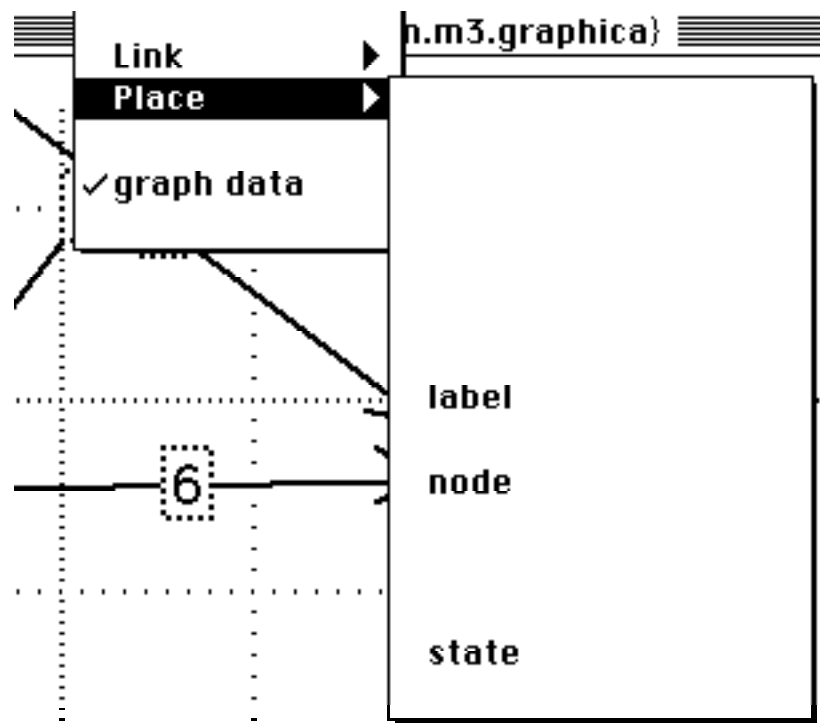 n.m3.graphica}
Link
Place
✓graph data
label
node
6
state